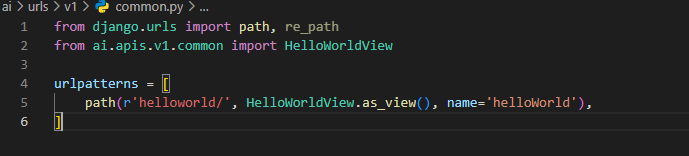 ai > urls > v1 > common.py > ...
1 from django.urls import path, re_path
2 from ai.apis.v1.common import HelloWorldView
3
4 urlpatterns = [
5     path(r'helloworld/', HelloWorldView.as_view(), name='helloWorld'),
6 ]